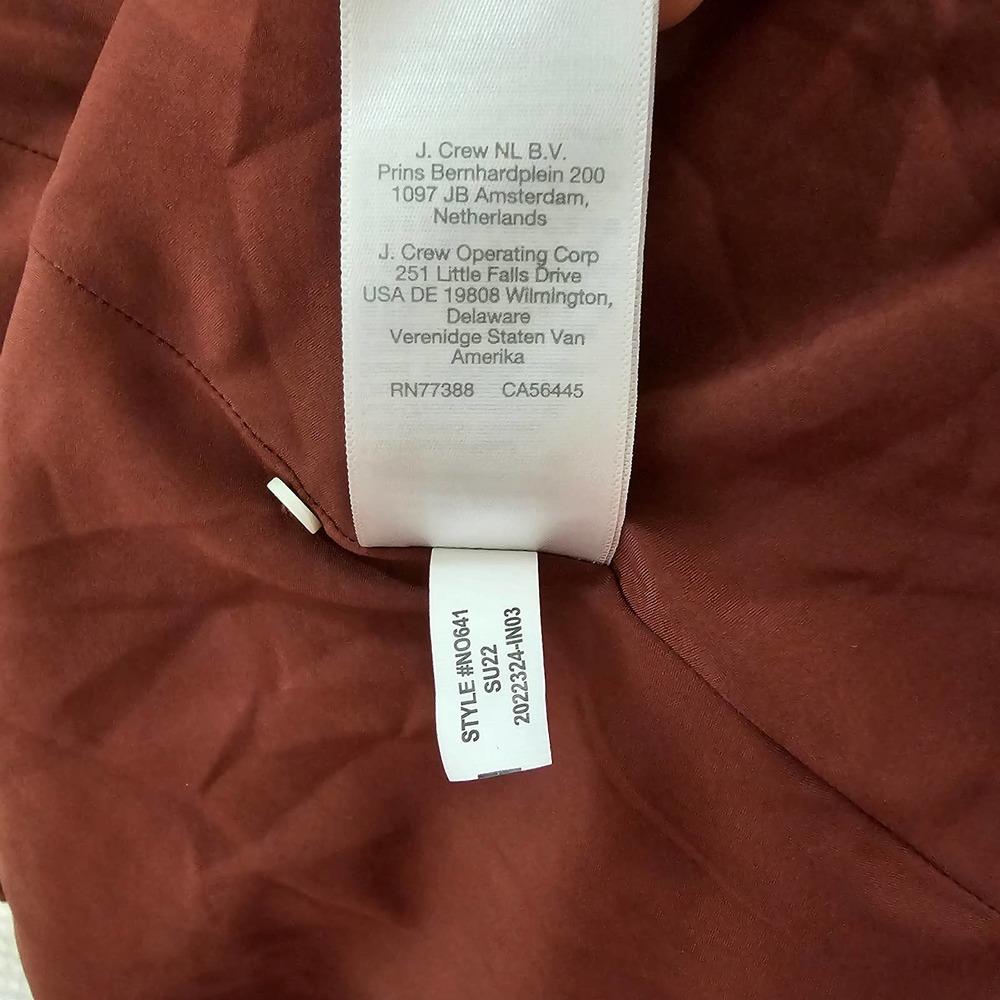 J. Crew NL B.V.
Prins Bernhardplein 200
1097 JB Amsterdam,
Netherlands
J. Crew Operating Corp
251 Little Falls Drive
USA DE 19808 Wilmington,
Delaware
Verenidge Staten Van
Amerika
RN77388 CA56445
STYLE #NO641
SU22
2022324-IN03